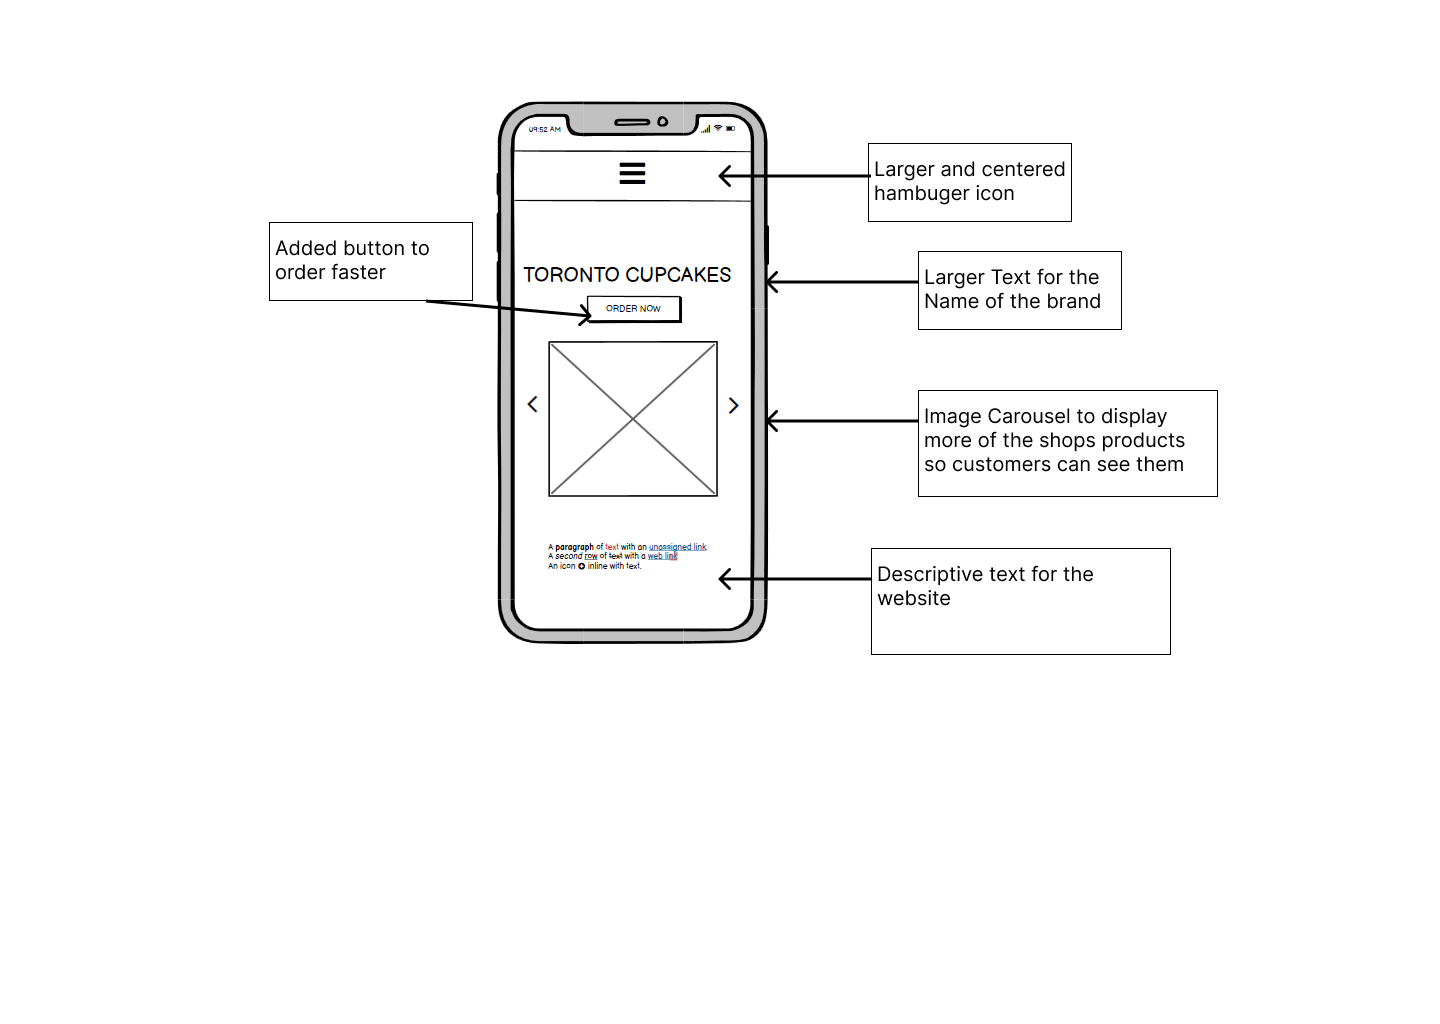 09:52 AM
Larger and centered
hambuger icon
Added button to
order faster
TORONTO CUPCAKES
Larger Text for the
Name of the brand
ORDER NOW
Image Carousel to display
more of the shops products
so customers can see them
A paragraph of text with an unassigned link
A second row of text with a web link
An icon inline with text.
Descriptive text for the
website